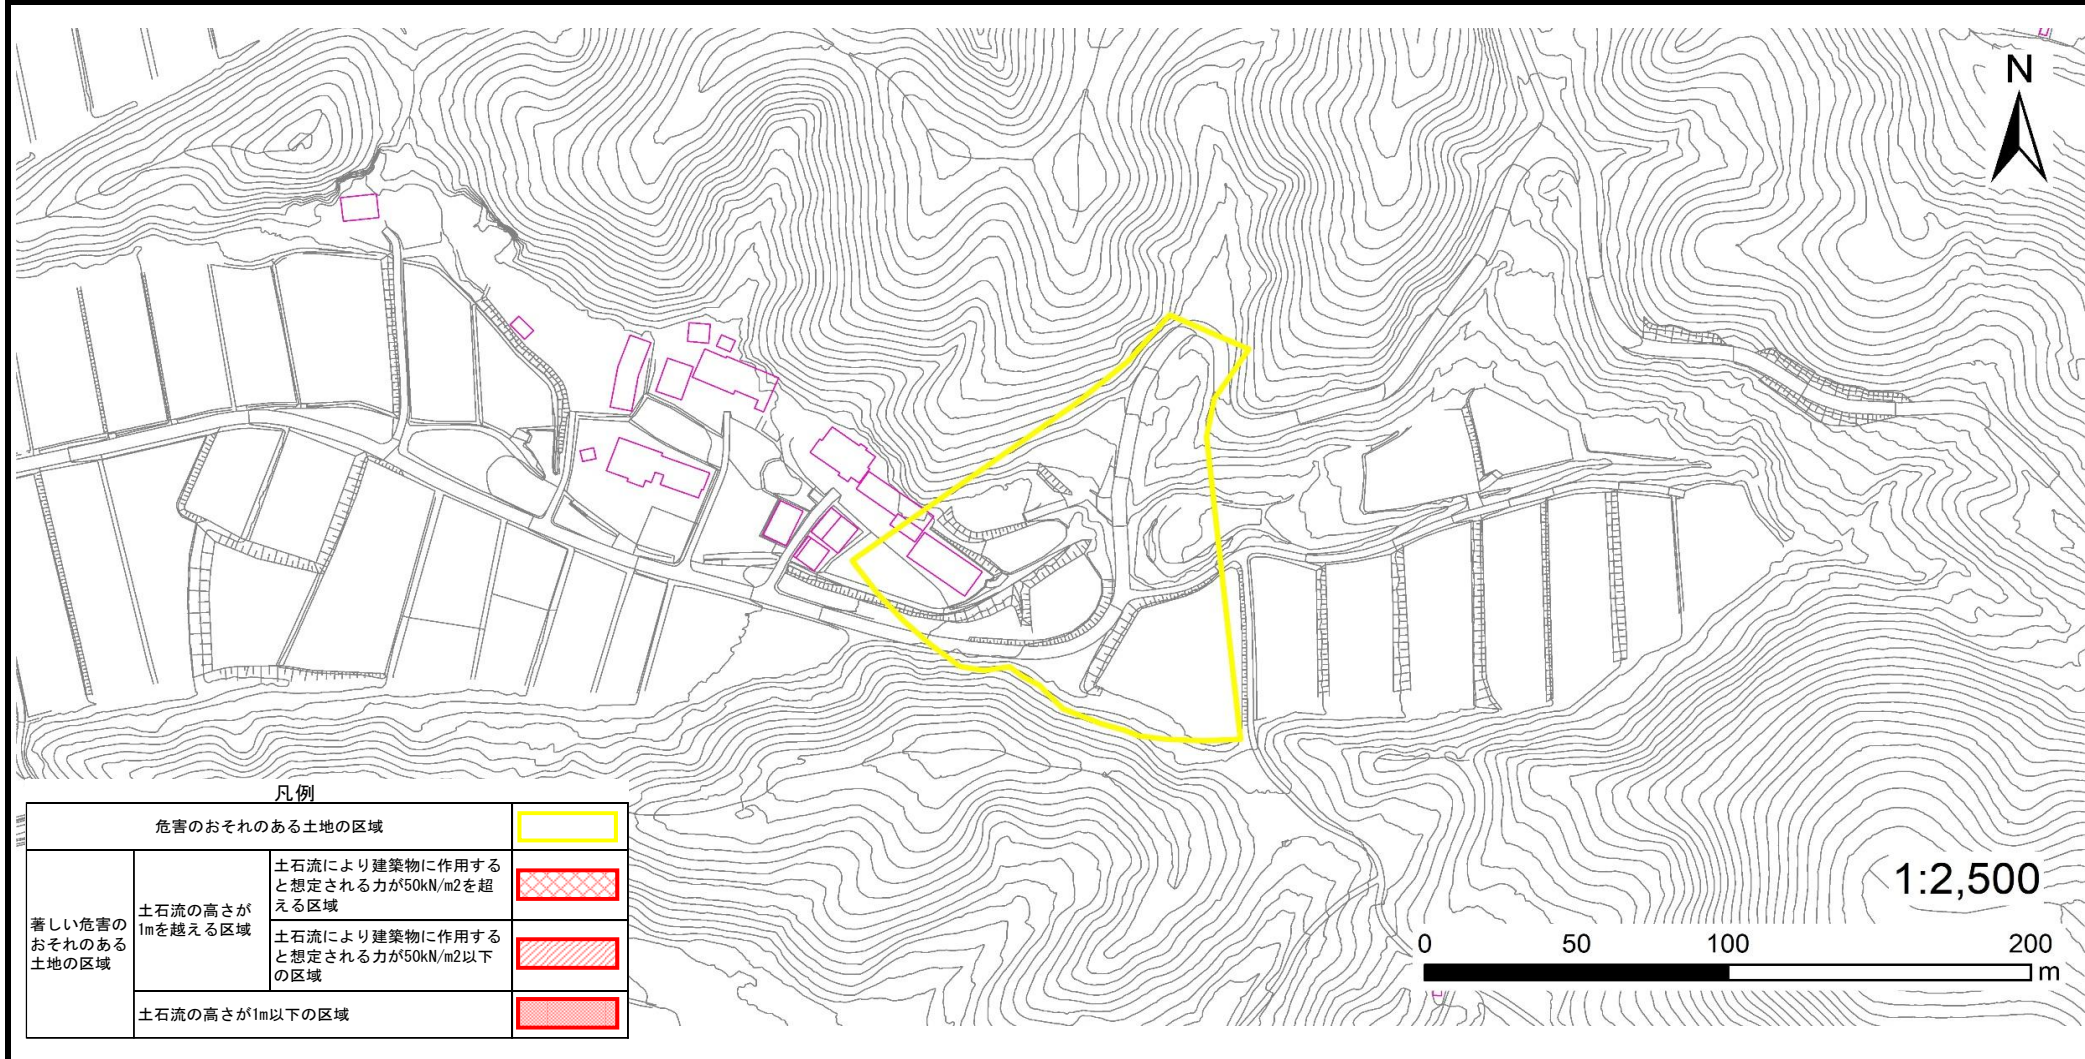 N
凡例
危害のおそれのある土地の区域
著しい危害の
おそれのある
土地の区域
土石流の高さが
1mを越える区域
土石流により建築物に作用する
と想定される力が50kN/m2を超
える区域
土石流により建築物に作用する
と想定される力が50kN/m2以下
の区域
土石流の高さが1m以下の区域
1:2,500
0 50 100 200
m